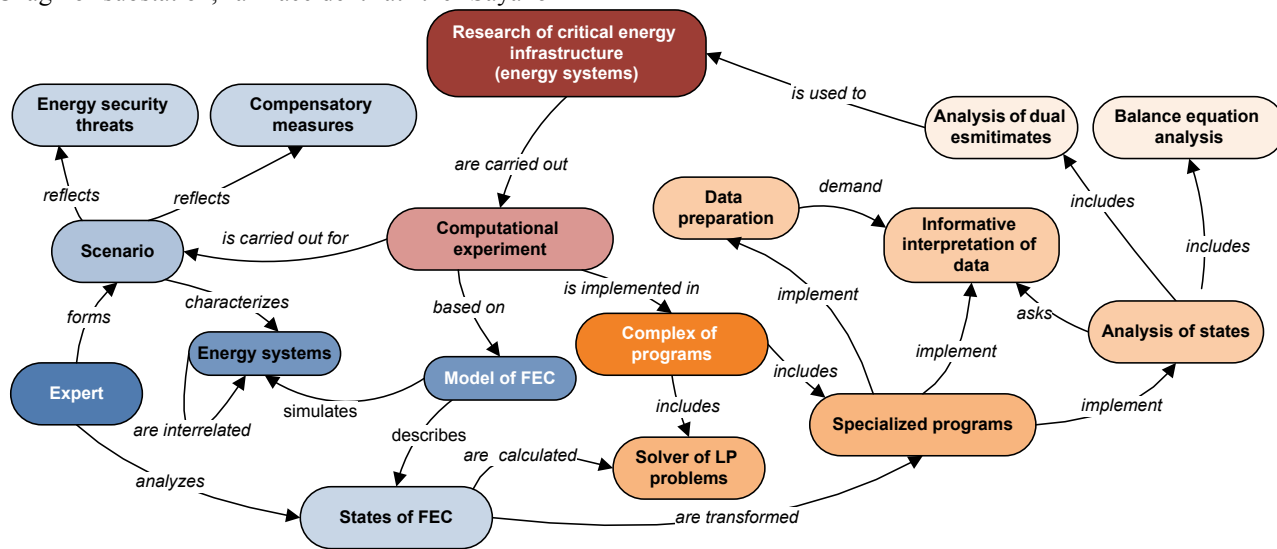 Research of critical energy
infrastructure
(energy systems)
Energy security
threats
Compensatory
measures
is used to
Analysis of dual
esmitimates
Balance equation
analysis
are carried out
reflects
reflects
Data
preparation
demand
includes
Scenario
is carried out for
Computational
experiment
Informative
interpretation of
data
includes
characterizes
is implemented in
implement
forms
based on
asks
Energy systems
Complex of
programs
Analysis of states
implement
Expert
Model of FEC
includes
simulates
includes
implement
are interrelated
describes
Specialized programs
are calculated
Solver of LP
problems
analyzes
States of FEC
are transformed